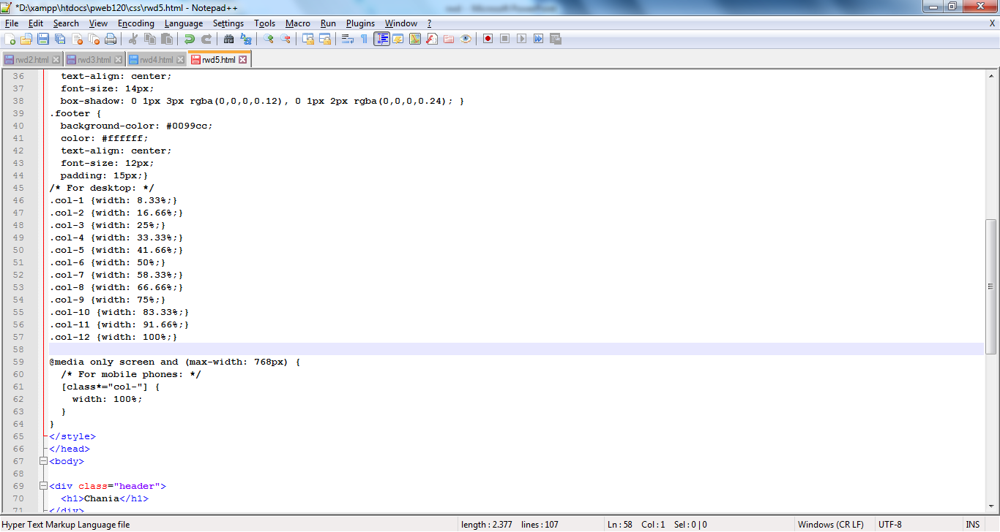 *D:\xampp\htdocs\pweb120\css\rwd5.html - Notepad++
File Edit Search View Encoding Language Settings Tools Macro Run Plugins Window ? X
rwd2.html rwd3.html rwd4.html rwd5.html
36 text-align: center;
37 font-size: 14px;
38 box-shadow: 0 1px 3px rgba(0,0,0,0.12), 0 1px 2px rgba(0,0,0,0.24); }
39 .footer {
40 background-color: #0099cc;
41 color: #ffffff;
42 text-align: center;
43 font-size: 12px;
44 padding: 15px;}
45 /* For desktop: */
46 .col-1 {width: 8.33%;}
47 .col-2 {width: 16.66%;}
48 .col-3 {width: 25%;}
49 .col-4 {width: 33.33%;}
50 .col-5 {width: 41.66%;}
51 .col-6 {width: 50%;}
52 .col-7 {width: 58.33%;}
53 .col-8 {width: 66.66%;}
54 .col-9 {width: 75%;}
55 .col-10 {width: 83.33%;}
56 .col-11 {width: 91.66%;}
57 .col-12 {width: 100%;}
58
59 @media only screen and (max-width: 768px) {
60 /* For mobile phones: */
61 [class*="col-"] {
62 width: 100%;
63 }
64 }
65 </style>
66 </head>
67 <body>
68
69 <div class="header">
70 <h1>Chania</h1>
71 </div>
Hyper Text Markup Language file length : 2.377 lines : 107 Ln : 58 Col : 1 Sel : 0 | 0 Windows (CR LF) UTF-8 INS